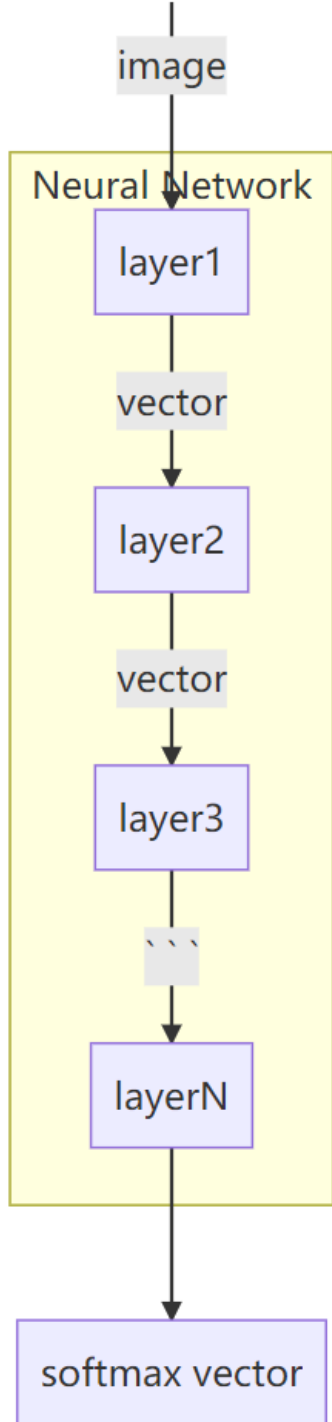 image
Neural Network
layer1
vector
layer2
vector
layer3
` ` `
layerN
softmax vector